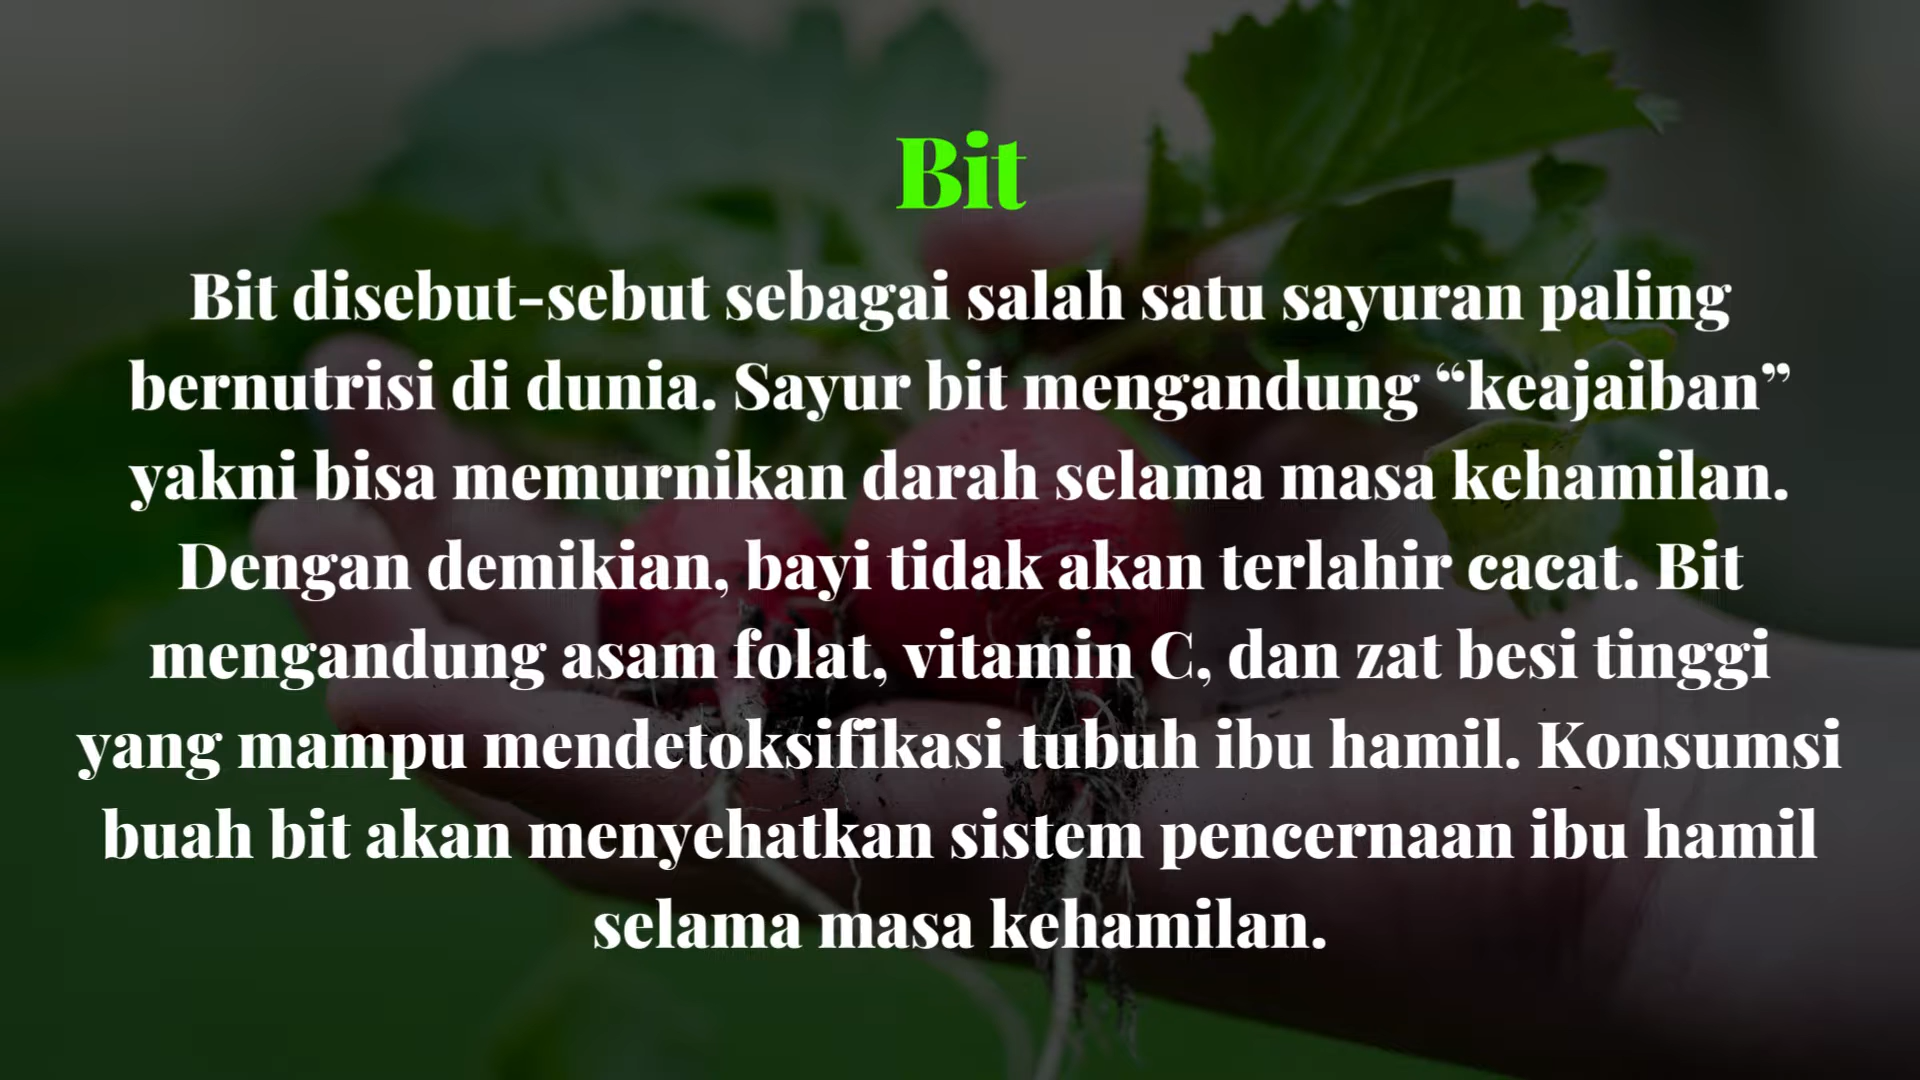 Bit
Bit disebut-sebut sebagai salah satu sayuran paling
bernutrisi di dunia. Sayur bit mengandung “keajaiban”
yakni bisa memurnikan darah selama masa kehamilan.
Dengan demikian, bayi tidak akan terlahir cacat. Bit
mengandung asam folat, vitamin C, dan zat besi tinggi
yang mampu mendetoksifikasi tubuh ibu hamil. Konsumsi
buah bit akan menyehatkan sistem pencernaan ibu hamil
selama masa kehamilan.